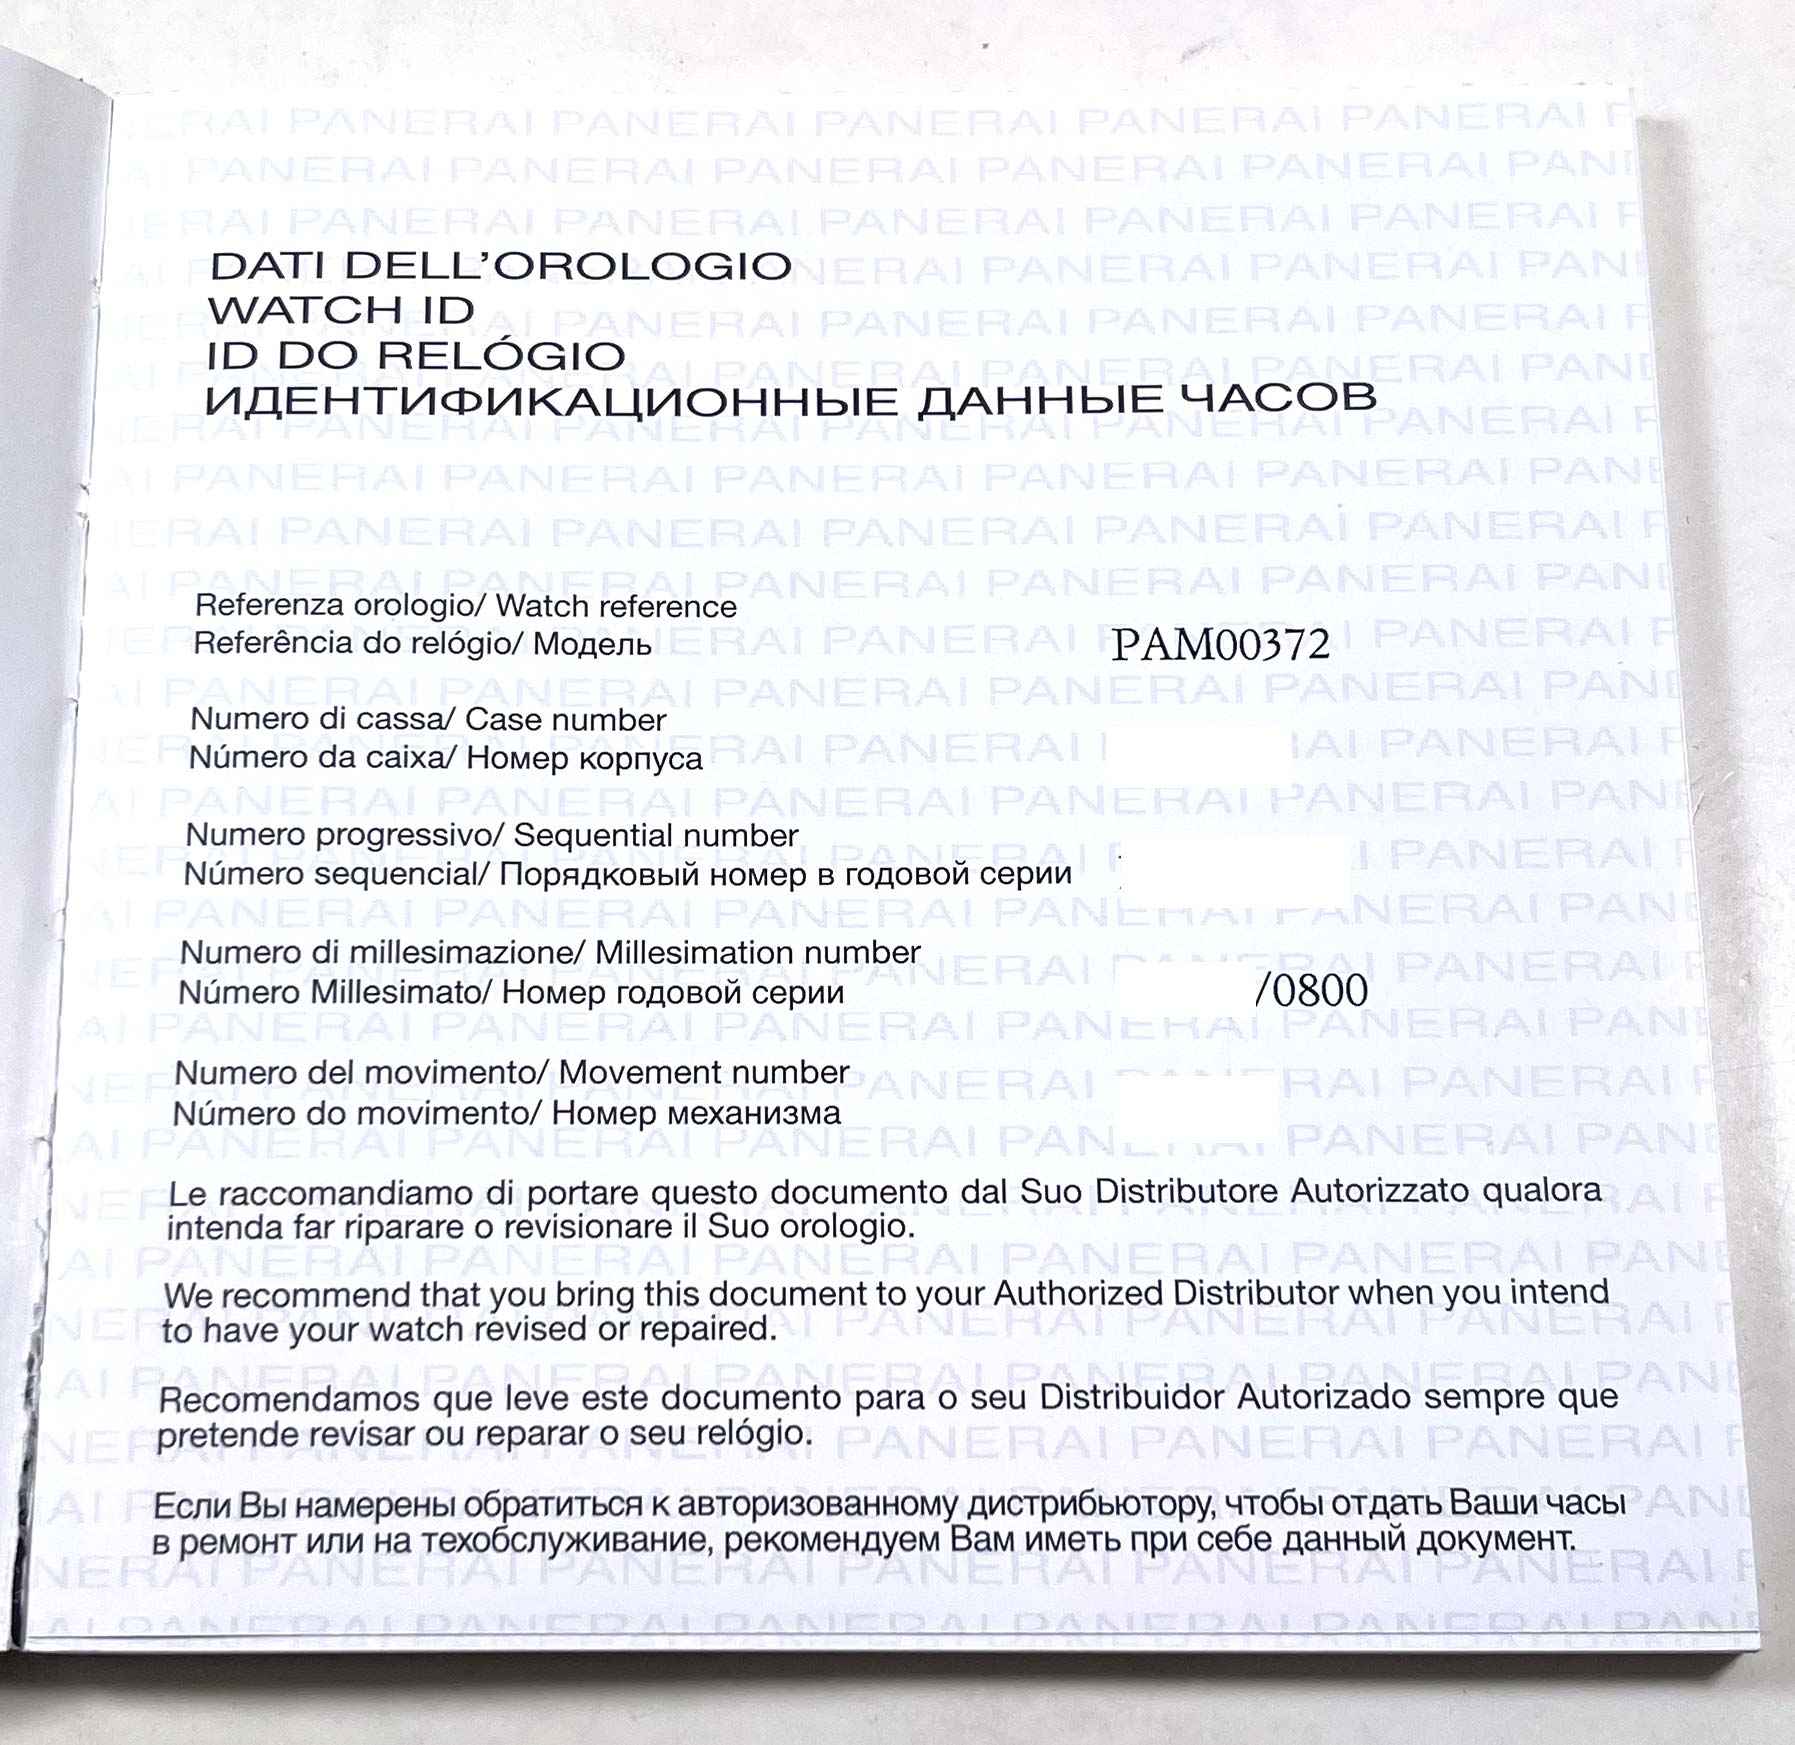 DATI DELL'OROLOGIO
WATCH ID
ID DO RELÓGIO
ИДЕНТИФИКАЦИОННЫЕ ДАННЫЕ ЧАСОВ
Referenza orologio/ Watch reference
Referência do relógio/ Модель PAM00372
Numero di cassa/ Case number
Número da caixa/ Номер корпуса
Numero progressivo/ Sequential number
Número sequencial/ Порядковый номер в годовой серии
Numero di millesimazione/ Millesimation number
Número Millesimato/ Номер годовой серии /0800
Numero del movimento/ Movement number
Número do movimento/ Номер механизма
Le raccomandiamo di portare questo documento dal Suo Distributore Autorizzato qualora
intenda far riparare o revisionare il Suo orologio.
We recommend that you bring this document to your Authorized Distributor when you intend
to have your watch revised or repaired.
Recomendamos que leve este documento para o seu Distribuidor Autorizado sempre que
pretende revisar ou reparar o seu relógio.
Если Вы намерены обратиться к авторизованному дистрибьютору, чтобы отдать Ваши часы
в ремонт или на техобслуживание, рекомендуем Вам иметь при себе данный документ.